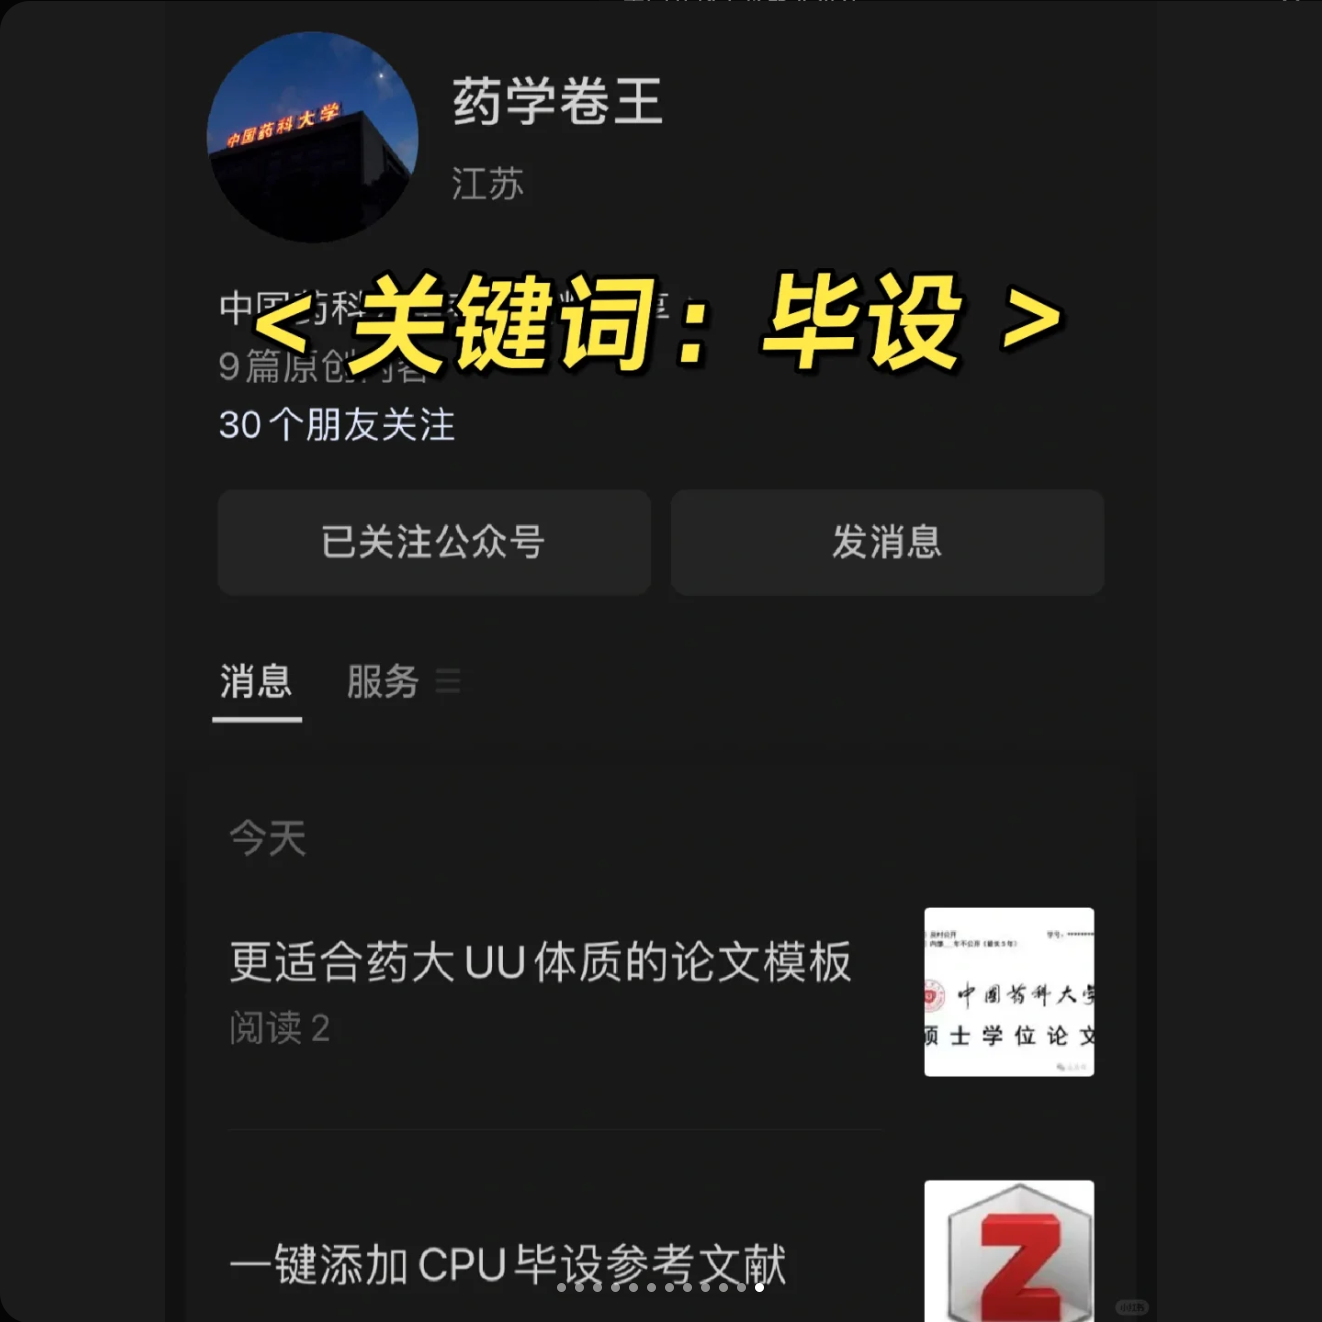 中国药科大学
药学卷王
江苏
<关键词：毕设>
中国药科
9篇原创内容
30个朋友关注
已关注公众号
发消息
消息
服务
今天
更适合药大UU体质的论文模板
阅读 2
中国药科大学
硕士学位论文
一键添加CPU毕设参考文献
Z
小红书